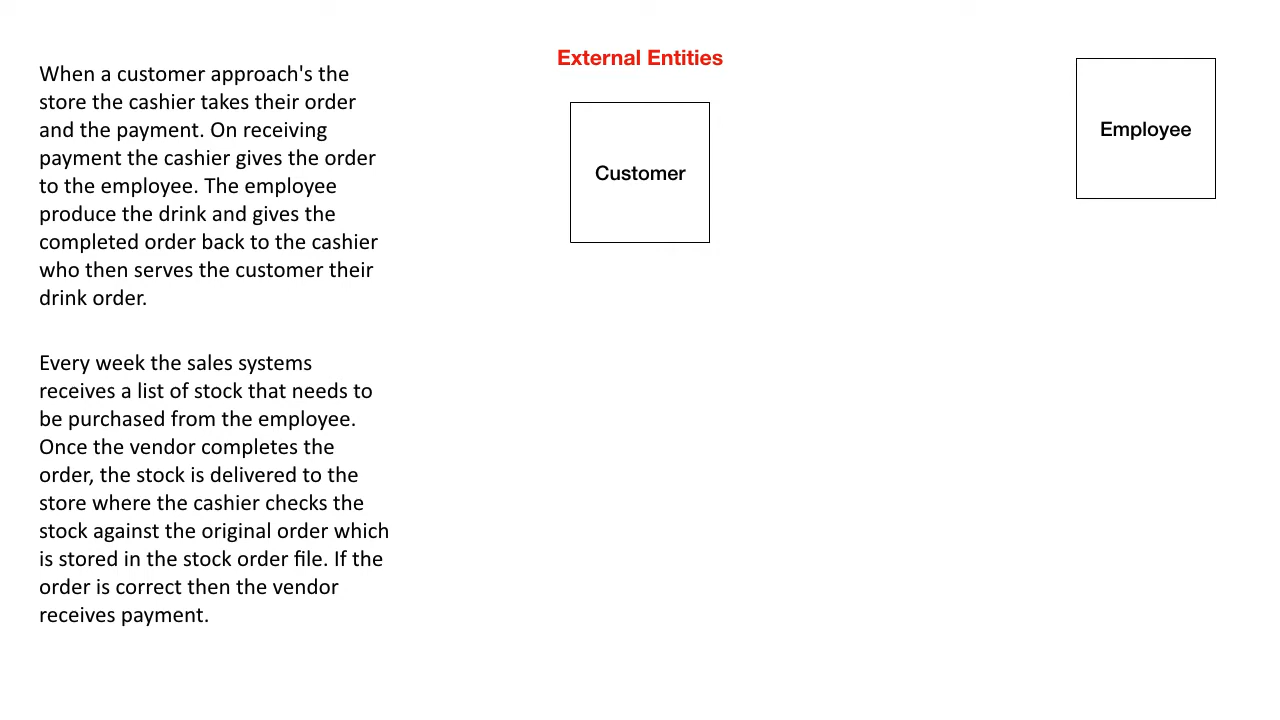 When a customer approach's the
store the cashier takes their order
and the payment. On receiving
payment the cashier gives the order
to the employee. The employee
produce the drink and gives the
completed order back to the cashier
who then serves the customer their
drink order.
Every week the sales systems
receives a list of stock that needs to
be purchased from the employee.
Once the vendor completes the
order, the stock is delivered to the
store where the cashier checks the
stock against the original order which
is stored in the stock order file. If the
order is correct then the vendor
receives payment.
External Entities
Customer
Employee